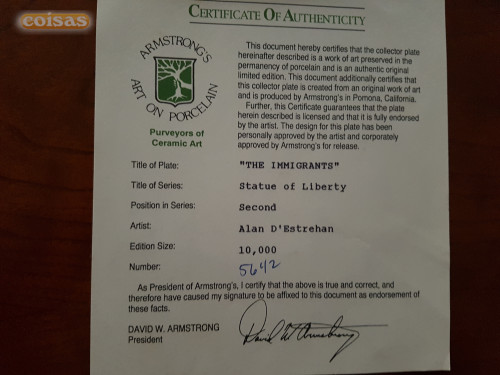 coisas
CERTIFICATE OF AUTHENTICITY
ARMSTRONG'S
ART ON PORCELAIN
Purveyors of
Ceramic Art
This document hereby certifies that the collector plate
hereinafter described is a work of art preserved in the
permanency of porcelain and is an authentic original
limited edition. This document additionally certifies that
this collector plate is created from an original work of art
and is produced by Armstrong's in Pomona, California.
Further, this Certificate guarantees that the plate
herein described is licensed and that it is fully endorsed
by the artist. The design for this plate has been
personally approved by the artist and corporately
approved by Armstrong's for release.
Title of Plate: "THE IMMIGRANTS"
Title of Series: Statue of Liberty
Position in Series: Second
Artist: Alan D'Estrehan
Edition Size: 10,000
Number: 5642
As President of Armstrong's, I certify that the above is true and correct, and
therefore have caused my signature to be affixed to this document as endorsement of
these facts.
DAVID W. ARMSTRONG David W Armstrong
President